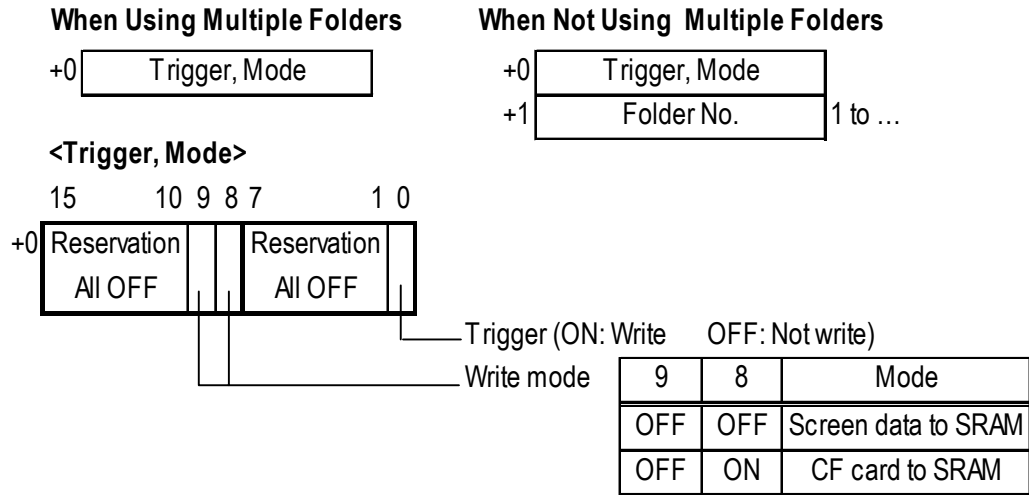 When Using Multiple Folders
When Not Using Multiple Folders
+0 Trigger, Mode
+0 Trigger, Mode
+1 Folder No. 1 to …
<Trigger, Mode>
15 10 9 8 7 1 0
+0 Reservation Reservation
All OFF All OFF
Trigger (ON: Write OFF: Not write)
Write mode 9 8 Mode
OFF OFF Screen data to SRAM
OFF ON CF card to SRAM